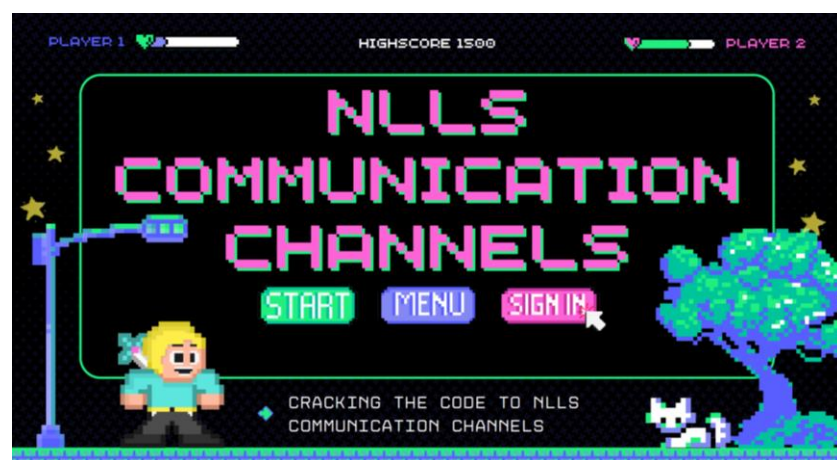 PLAYER 1
HIGHSCORE 1500
PLAYER 2
NLLS
COMMUNICATION
CHANNELS
START
MENU
SIGN IN
CRACKING THE CODE TO NLLS
COMMUNICATION CHANNELS